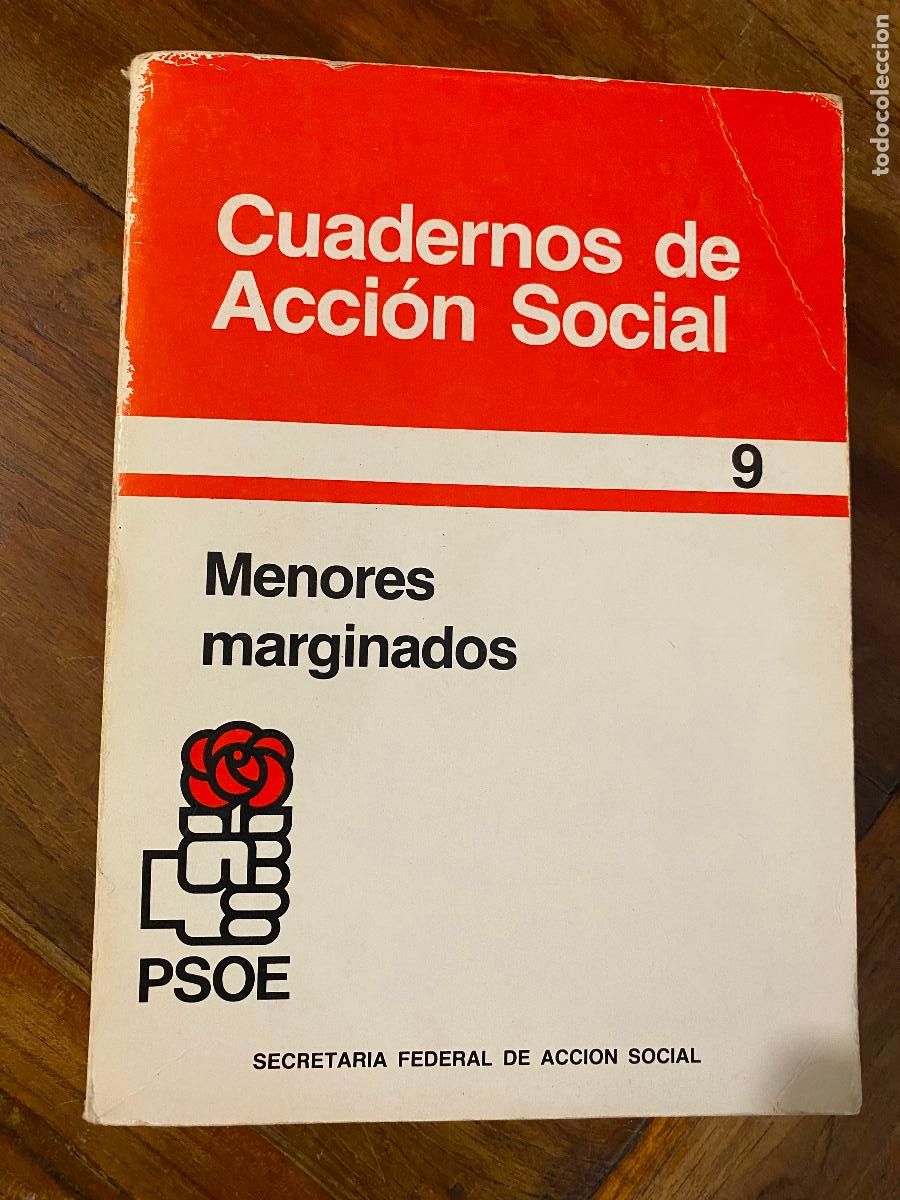 todocoleccion
Cuadernos de
Acción Social
9
Menores
marginados
PSOE
SECRETARIA FEDERAL DE ACCION SOCIAL